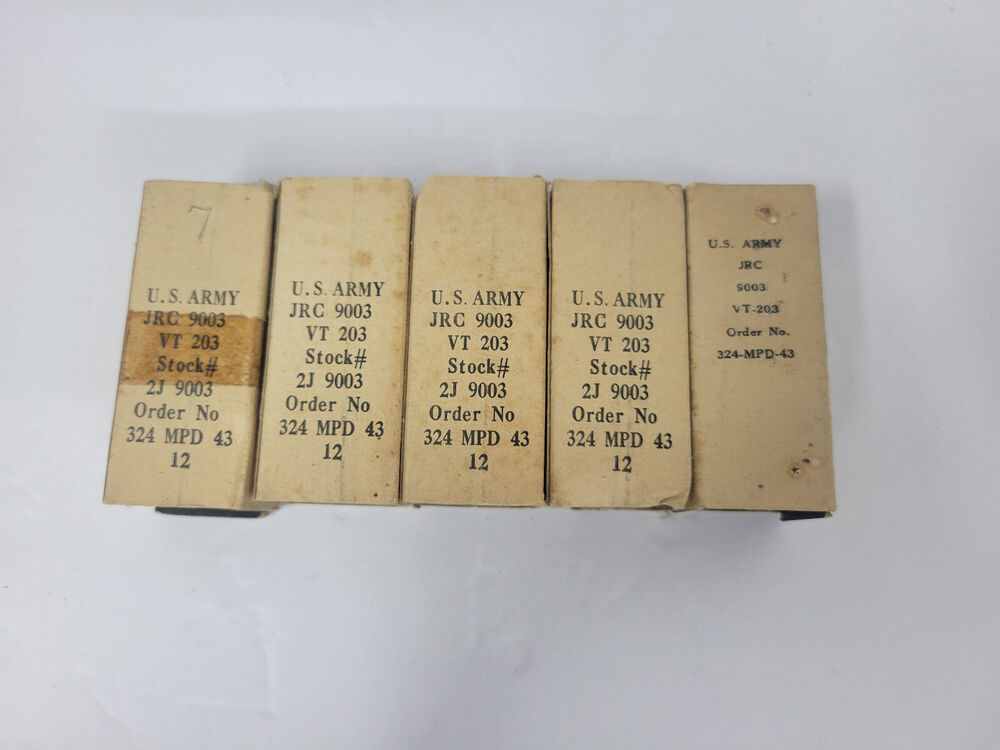 7
U.S. ARMY
JRC 9003
VT 203
Stock#
2J 9003
Order No
324 MPD 43
12
U.S. ARMY
JRC 9003
VT 203
Stock#
2J 9003
Order No
324 MPD 43
12
U.S. ARMY
JRC 9003
VT 203
Stock#
2J 9003
Order No
324 MPD 43
12
U.S. ARMY
JRC 9003
VT 203
Stock#
2J 9003
Order No
324 MPD 43
12
U.S. ARMY
JRC
9003
VT-203
Order No.
324-MPD-43